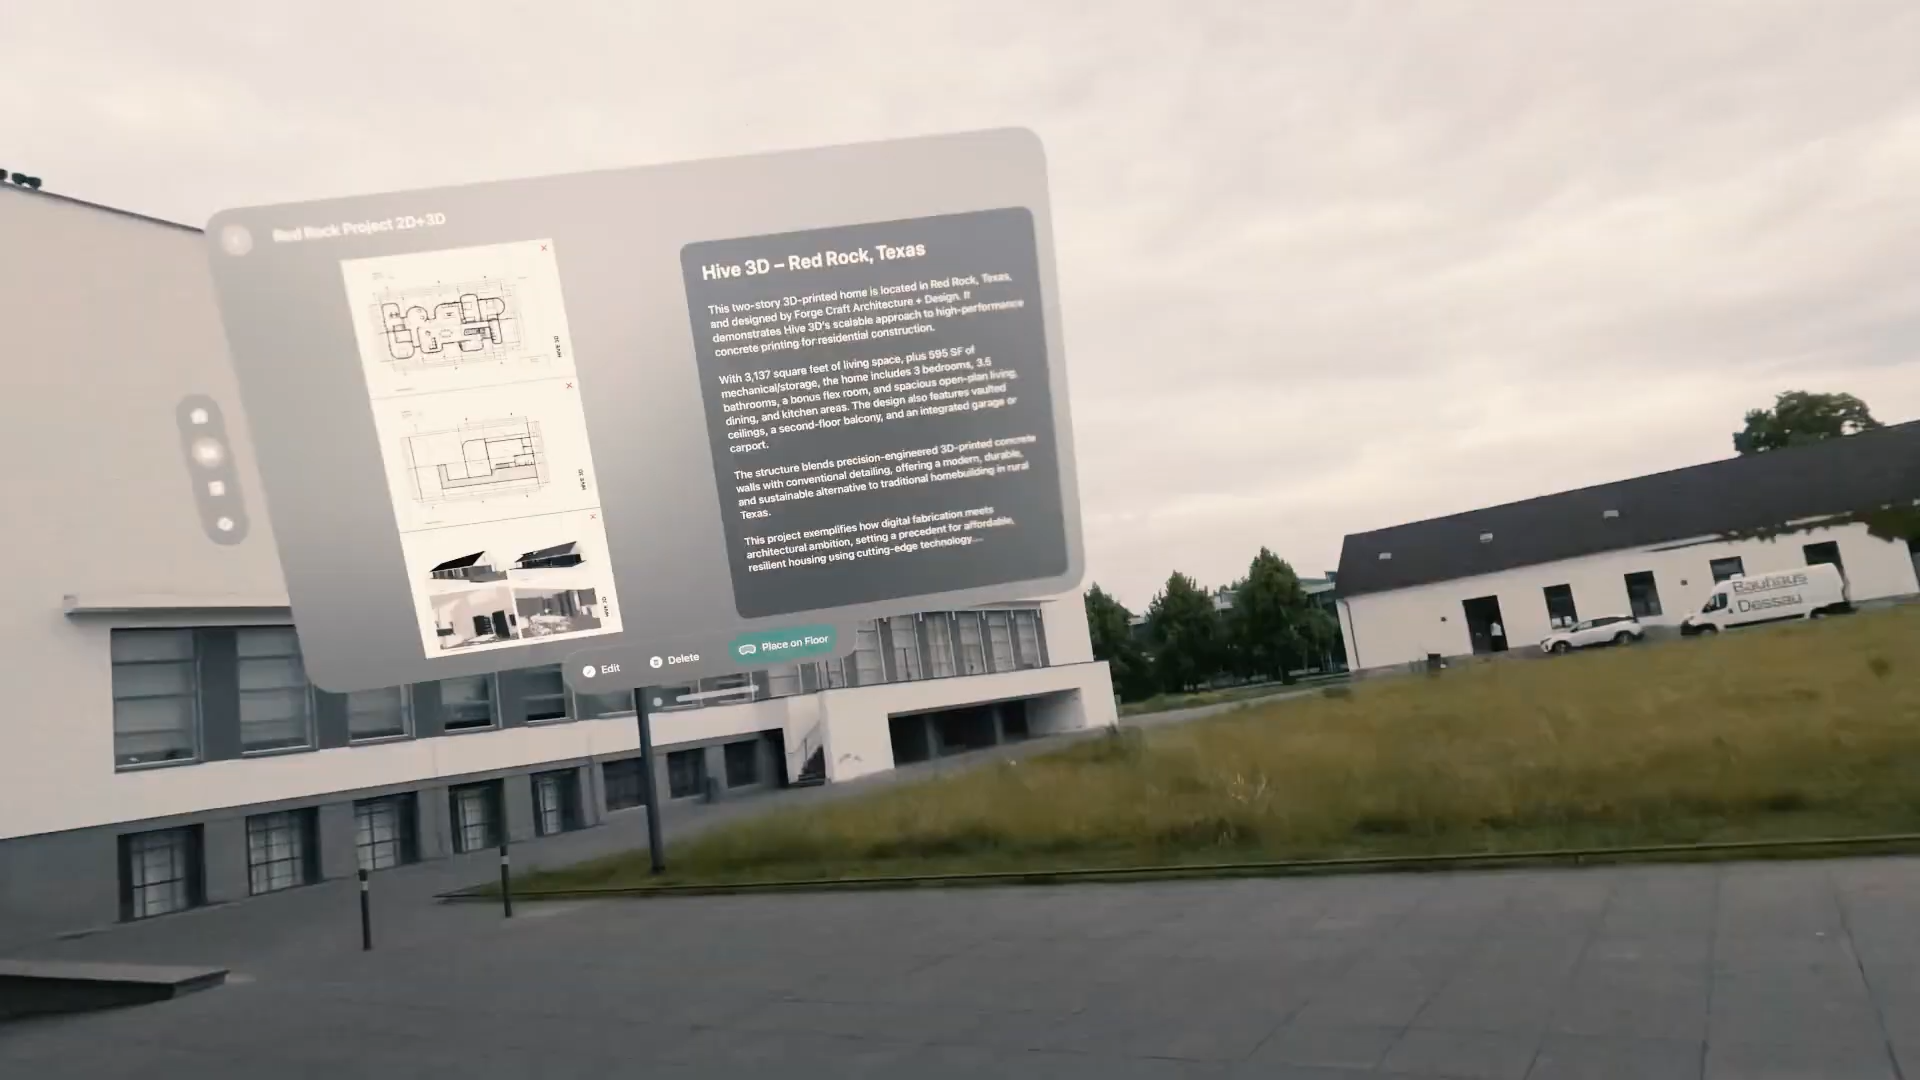 Red Rock Project 2D+3D
Hive 3D – Red Rock, Texas
This two-story 3D-printed home is located in Red Rock, Texas,
and designed by Forge Craft Architecture + Design. It
demonstrates Hive 3D's scalable approach to high-performance
concrete printing for residential construction.
With 3,137 square feet of living space, plus 595 SF of
mechanical/storage, the home includes 3 bedrooms, 3.5
bathrooms, a bonus flex room, and spacious open-plan living,
dining, and kitchen areas. The design also features vaulted
ceilings, a second-floor balcony, and an integrated garage or
carport.
The structure blends precision-engineered 3D-printed concrete
walls with conventional detailing, offering a modern, durable,
and sustainable alternative to traditional homebuilding in rural
Texas.
This project exemplifies how digital fabrication meets
architectural ambition, setting a precedent for affordable,
resilient housing using cutting-edge technology....
HIVE 3D
HIVE 3D
HIVE 3D
Edit
Delete
Place on Floor
Bauhaus
Dessau